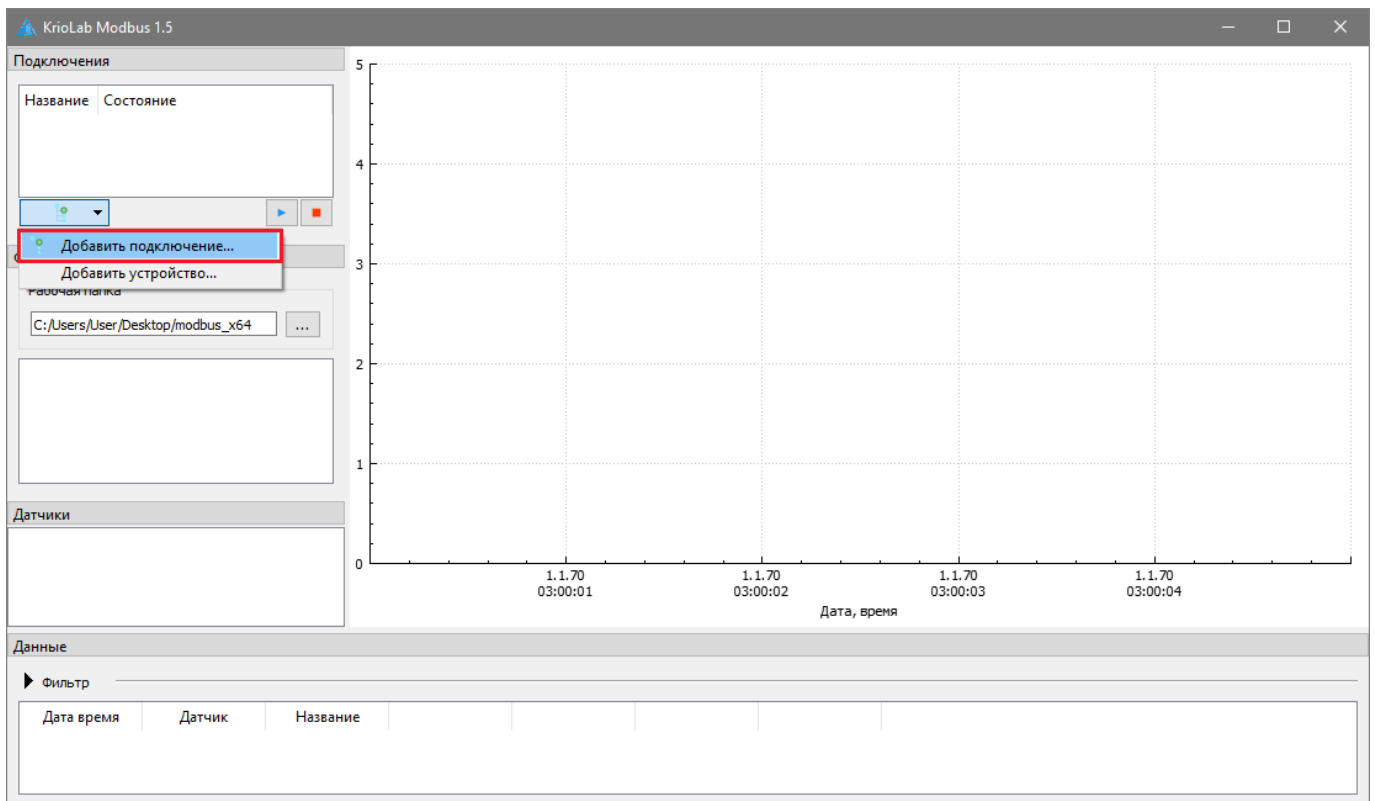 KrioLab Modbus 1.5
Подключения
Название Состояние
Добавить подключение...
Добавить устройство...
Рабочая папка
C:/Users/User/Desktop/modbus_x64 ...
Датчики
5
4
3
2
1
0
1.1.70 1.1.70 1.1.70 1.1.70
03:00:01 03:00:02 03:00:03 03:00:04
Дата, время
Данные
Фильтр
Дата время Датчик Название